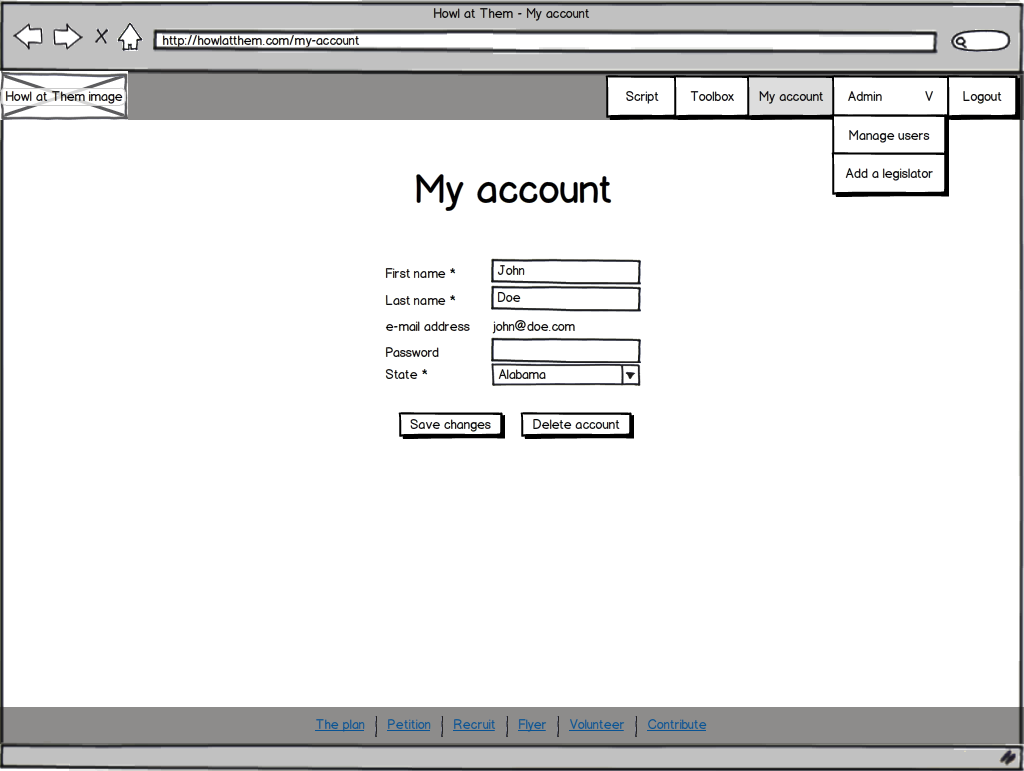 Howl at Them - My account
http://howlatthem.com/my-account
Howl at Them image
Script
Toolbox
My account
Admin V
Logout
Manage users
Add a legislator
My account
First name * John
Last name * Doe
e-mail address john@doe.com
Password
State * Alabama
Save changes
Delete account
The plan | Petition | Recruit | Flyer | Volunteer | Contribute